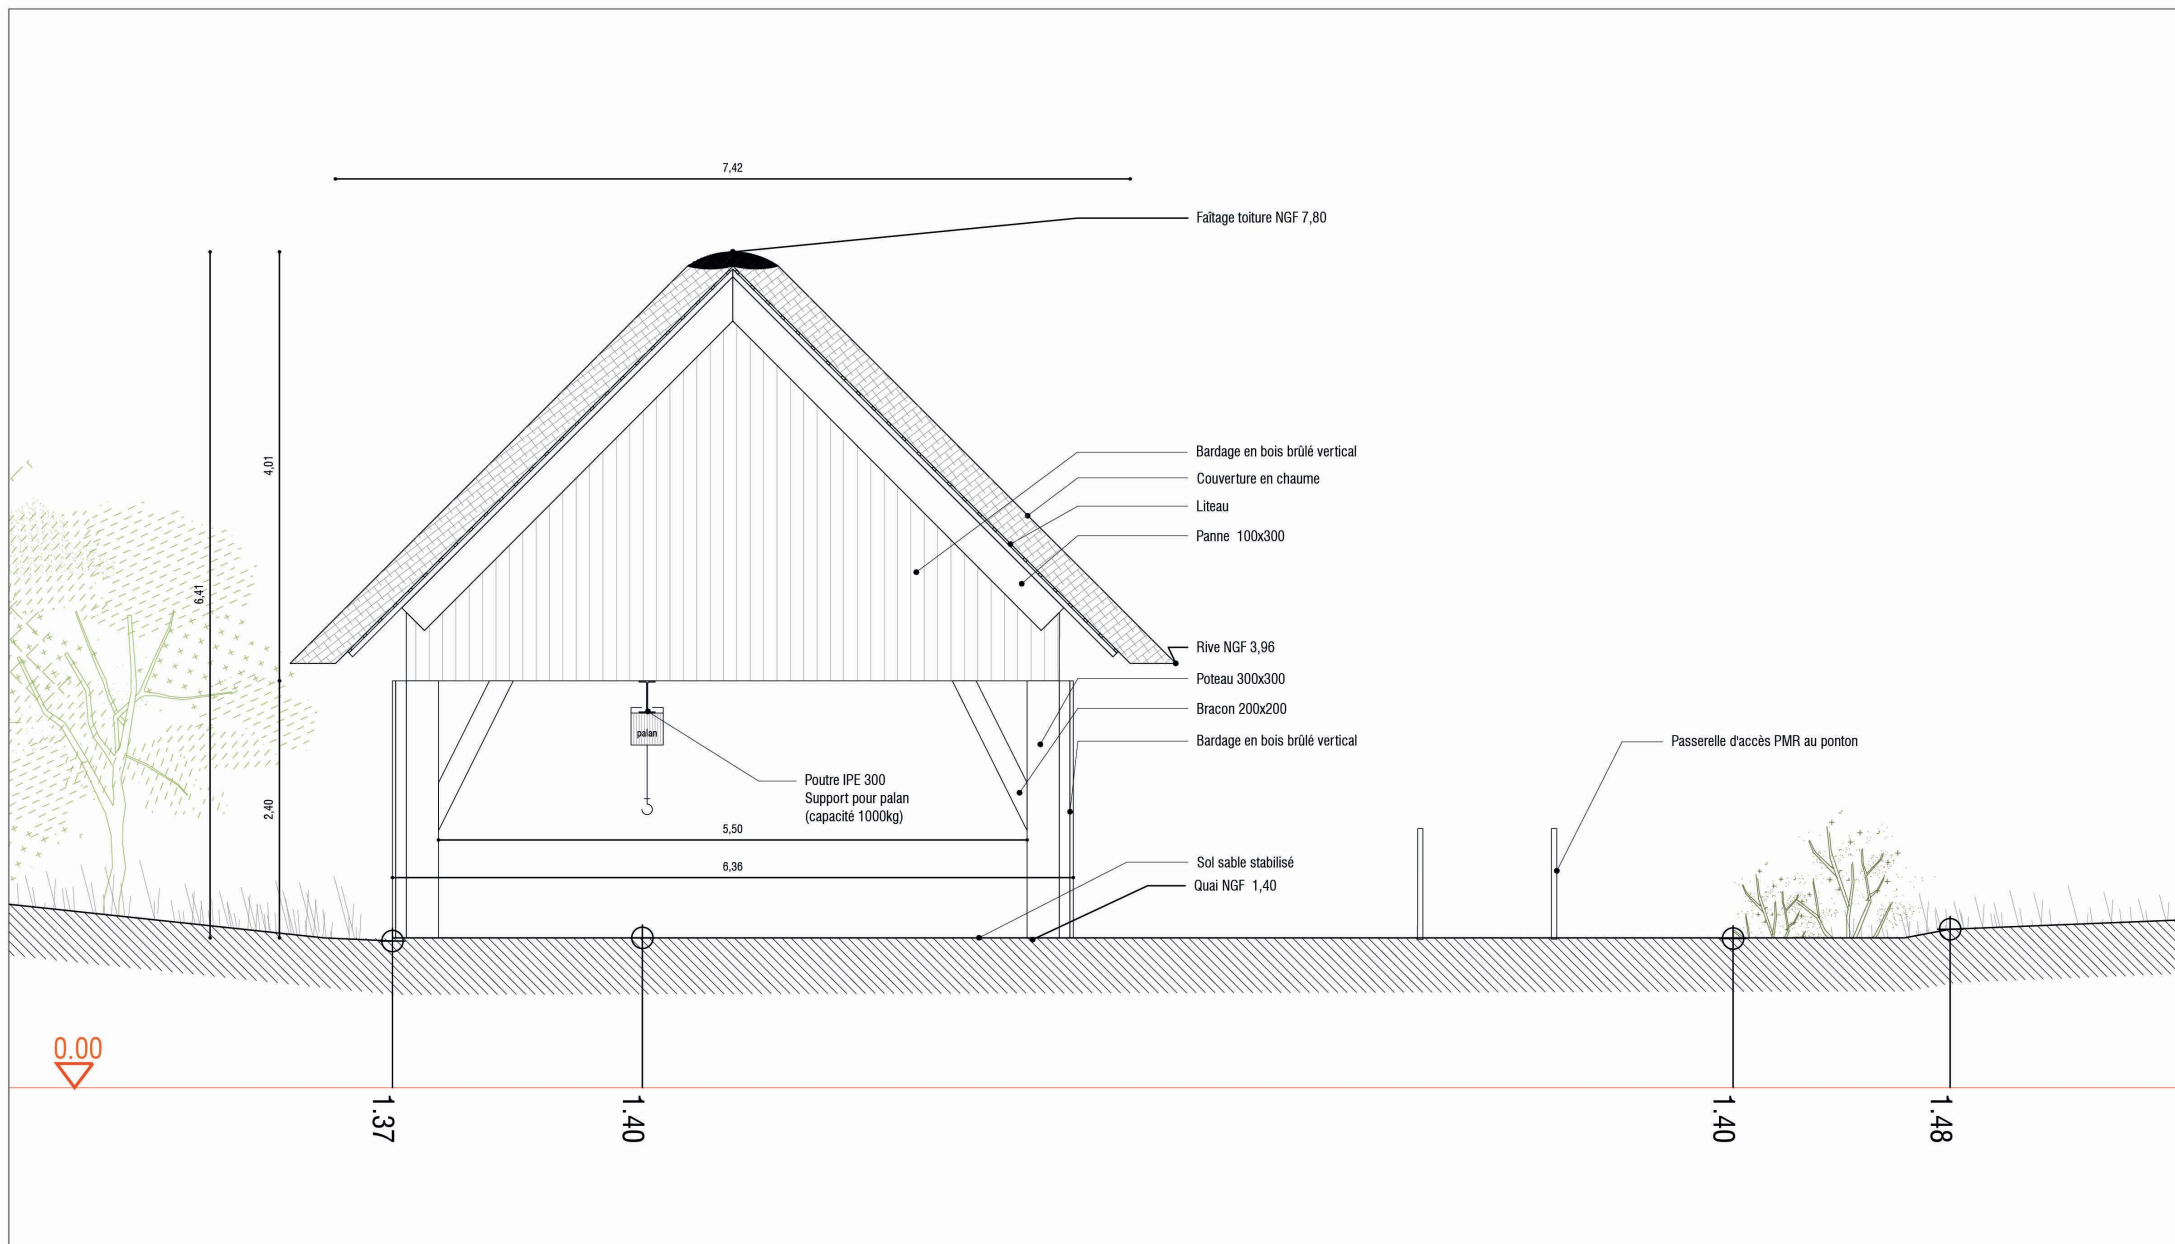 7,42
Faîtage toiture NGF 7,80
4,01
6,41
2,40
Bardage en bois brûlé vertical
Couverture en chaume
Liteau
Panne 100x300
Rive NGF 3,96
Poteau 300x300
Bracon 200x200
Bardage en bois brûlé vertical
Passerelle d'accès PMR au ponton
palan
Poutre IPE 300
Support pour palan
(capacité 1000kg)
5,50
6,36
Sol sable stabilisé
Quai NGF 1,40
0.00
1.37
1.40
1.40
1.48